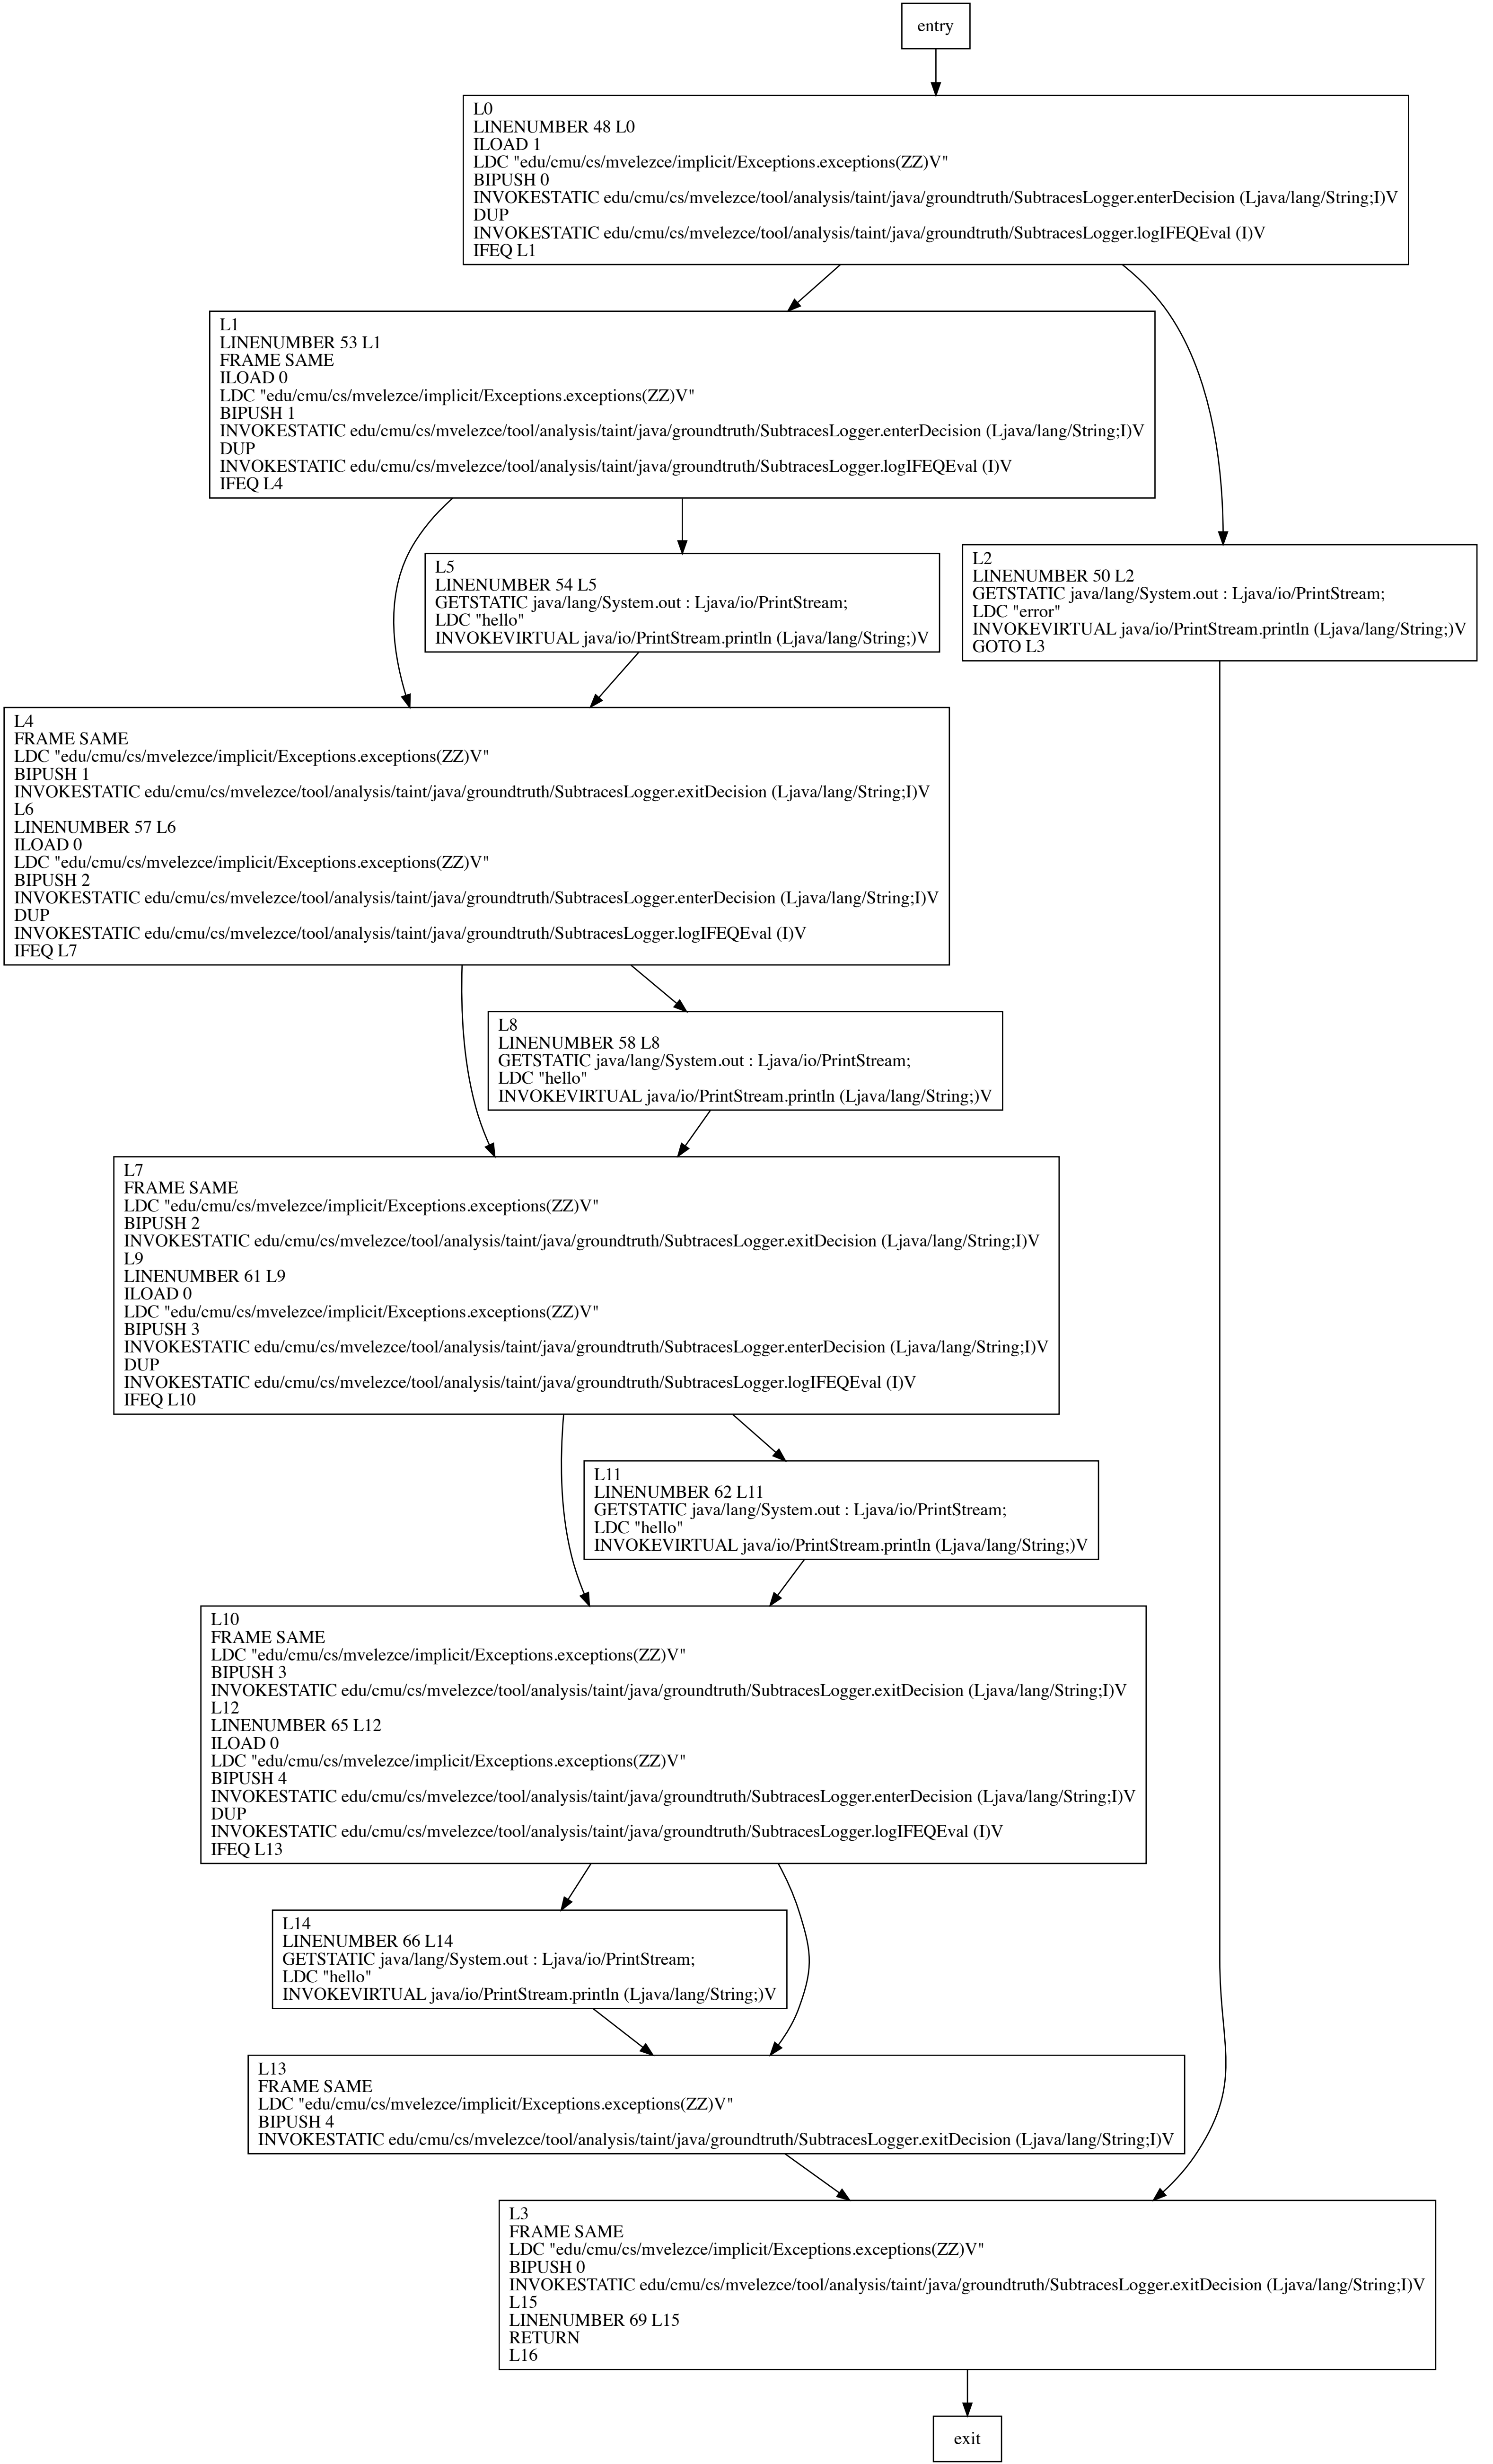 entry
L0
LINENUMBER 48 L0
ILOAD 1
LDC "edu/cmu/cs/mvelezce/implicit/Exceptions.exceptions(ZZ)V"
BIPUSH 0
INVOKESTATIC edu/cmu/cs/mvelezce/tool/analysis/taint/java/groundtruth/SubtracesLogger.enterDecision (Ljava/lang/String;I)V
DUP
INVOKESTATIC edu/cmu/cs/mvelezce/tool/analysis/taint/java/groundtruth/SubtracesLogger.logIFEQEval (I)V
IFEQ L1
L1
LINENUMBER 53 L1
FRAME SAME
ILOAD 0
LDC "edu/cmu/cs/mvelezce/implicit/Exceptions.exceptions(ZZ)V"
BIPUSH 1
INVOKESTATIC edu/cmu/cs/mvelezce/tool/analysis/taint/java/groundtruth/SubtracesLogger.enterDecision (Ljava/lang/String;I)V
DUP
INVOKESTATIC edu/cmu/cs/mvelezce/tool/analysis/taint/java/groundtruth/SubtracesLogger.logIFEQEval (I)V
IFEQ L4
L5
LINENUMBER 54 L5
GETSTATIC java/lang/System.out : Ljava/io/PrintStream;
LDC "hello"
INVOKEVIRTUAL java/io/PrintStream.println (Ljava/lang/String;)V
L2
LINENUMBER 50 L2
GETSTATIC java/lang/System.out : Ljava/io/PrintStream;
LDC "error"
INVOKEVIRTUAL java/io/PrintStream.println (Ljava/lang/String;)V
GOTO L3
L4
FRAME SAME
LDC "edu/cmu/cs/mvelezce/implicit/Exceptions.exceptions(ZZ)V"
BIPUSH 1
INVOKESTATIC edu/cmu/cs/mvelezce/tool/analysis/taint/java/groundtruth/SubtracesLogger.exitDecision (Ljava/lang/String;I)V
L6
LINENUMBER 57 L6
ILOAD 0
LDC "edu/cmu/cs/mvelezce/implicit/Exceptions.exceptions(ZZ)V"
BIPUSH 2
INVOKESTATIC edu/cmu/cs/mvelezce/tool/analysis/taint/java/groundtruth/SubtracesLogger.enterDecision (Ljava/lang/String;I)V
DUP
INVOKESTATIC edu/cmu/cs/mvelezce/tool/analysis/taint/java/groundtruth/SubtracesLogger.logIFEQEval (I)V
IFEQ L7
L8
LINENUMBER 58 L8
GETSTATIC java/lang/System.out : Ljava/io/PrintStream;
LDC "hello"
INVOKEVIRTUAL java/io/PrintStream.println (Ljava/lang/String;)V
L7
FRAME SAME
LDC "edu/cmu/cs/mvelezce/implicit/Exceptions.exceptions(ZZ)V"
BIPUSH 2
INVOKESTATIC edu/cmu/cs/mvelezce/tool/analysis/taint/java/groundtruth/SubtracesLogger.exitDecision (Ljava/lang/String;I)V
L9
LINENUMBER 61 L9
ILOAD 0
LDC "edu/cmu/cs/mvelezce/implicit/Exceptions.exceptions(ZZ)V"
BIPUSH 3
INVOKESTATIC edu/cmu/cs/mvelezce/tool/analysis/taint/java/groundtruth/SubtracesLogger.enterDecision (Ljava/lang/String;I)V
DUP
INVOKESTATIC edu/cmu/cs/mvelezce/tool/analysis/taint/java/groundtruth/SubtracesLogger.logIFEQEval (I)V
IFEQ L10
L11
LINENUMBER 62 L11
GETSTATIC java/lang/System.out : Ljava/io/PrintStream;
LDC "hello"
INVOKEVIRTUAL java/io/PrintStream.println (Ljava/lang/String;)V
L10
FRAME SAME
LDC "edu/cmu/cs/mvelezce/implicit/Exceptions.exceptions(ZZ)V"
BIPUSH 3
INVOKESTATIC edu/cmu/cs/mvelezce/tool/analysis/taint/java/groundtruth/SubtracesLogger.exitDecision (Ljava/lang/String;I)V
L12
LINENUMBER 65 L12
ILOAD 0
LDC "edu/cmu/cs/mvelezce/implicit/Exceptions.exceptions(ZZ)V"
BIPUSH 4
INVOKESTATIC edu/cmu/cs/mvelezce/tool/analysis/taint/java/groundtruth/SubtracesLogger.enterDecision (Ljava/lang/String;I)V
DUP
INVOKESTATIC edu/cmu/cs/mvelezce/tool/analysis/taint/java/groundtruth/SubtracesLogger.logIFEQEval (I)V
IFEQ L13
L14
LINENUMBER 66 L14
GETSTATIC java/lang/System.out : Ljava/io/PrintStream;
LDC "hello"
INVOKEVIRTUAL java/io/PrintStream.println (Ljava/lang/String;)V
L13
FRAME SAME
LDC "edu/cmu/cs/mvelezce/implicit/Exceptions.exceptions(ZZ)V"
BIPUSH 4
INVOKESTATIC edu/cmu/cs/mvelezce/tool/analysis/taint/java/groundtruth/SubtracesLogger.exitDecision (Ljava/lang/String;I)V
L3
FRAME SAME
LDC "edu/cmu/cs/mvelezce/implicit/Exceptions.exceptions(ZZ)V"
BIPUSH 0
INVOKESTATIC edu/cmu/cs/mvelezce/tool/analysis/taint/java/groundtruth/SubtracesLogger.exitDecision (Ljava/lang/String;I)V
L15
LINENUMBER 69 L15
RETURN
L16
exit